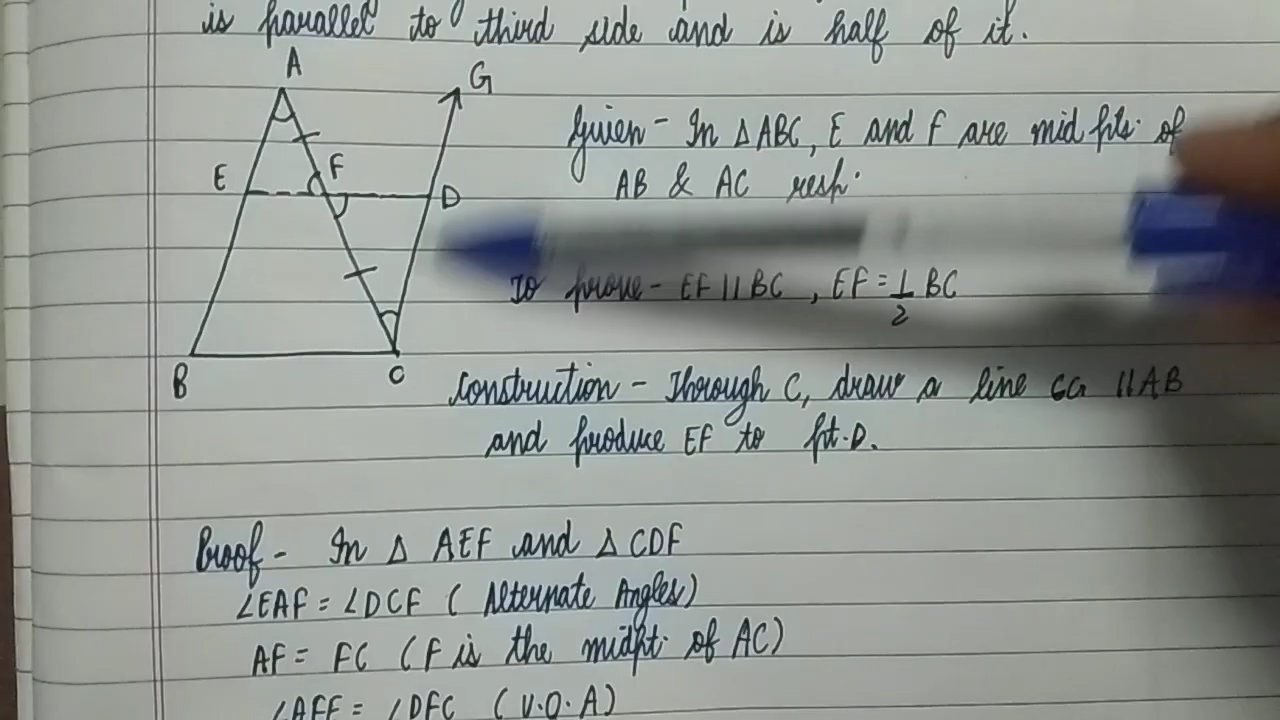 is parallel to third side and is half of it.
A
G
E
F
D
B
C
Given - In △ABC, E and F are mid pts. of
AB & AC resp.
To prove - EF || BC , EF = 1/2 BC
Construction - Through C, draw a line CG || AB
and produce EF to pt. D.
Proof - In △ AEF and △ CDF
∠EAF = ∠DCF ( Alternate Angles)
AF = FC (F is the midpt. of AC)
∠AFE = ∠DFC (V.O.A)